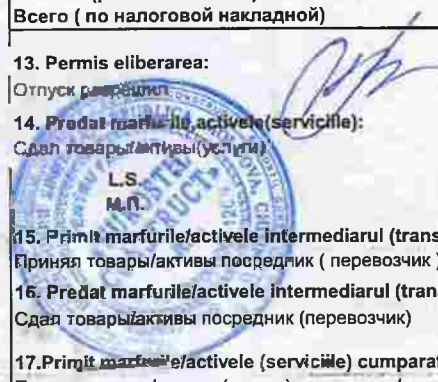 Всего ( по налоговой накладной)
13. Permis eliberarea:
Отпуск разрешил
14. Predat marfurile,activele(serviciile):
Сдал товары/активы(услуги)
L.S.
М.П.
CONSTRUCT»
15. Primit marfurile/activele intermediarul (trans
Принял товары/активы посредник ( перевозчик )
16. Predat marfurile/activele intermediarul (tran
Сдал товары/активы посредник (перевозчик)
17.Primit marfurile/activele (serviciile) cumparat